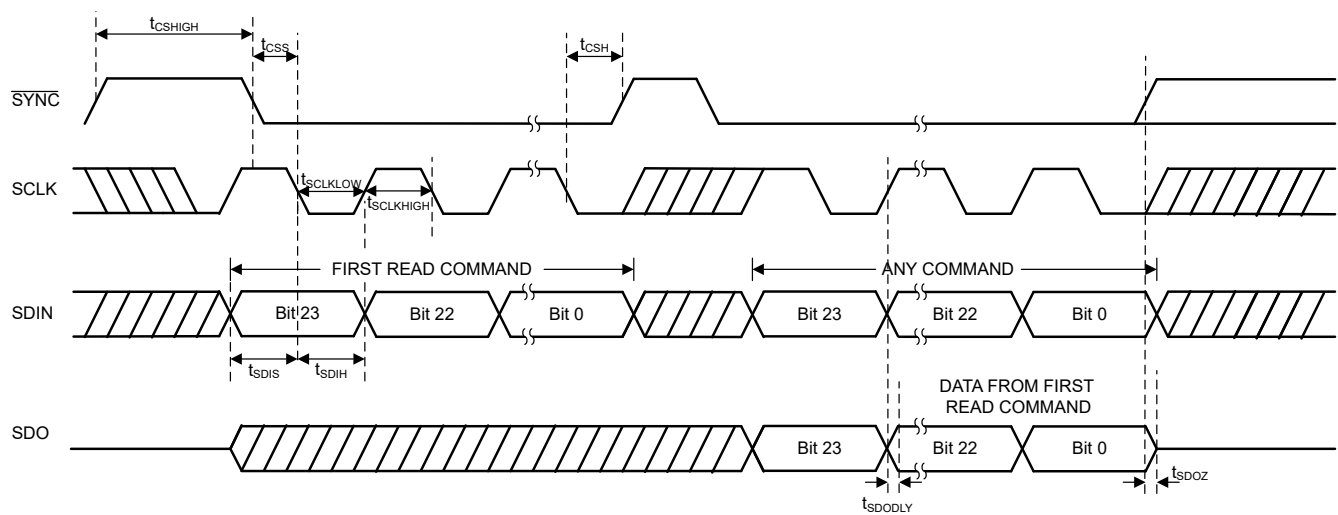 tCSHIGH
tCSS
tCSH
SYNC
SCLK
tSCLKLOW
tSCLKHIGH
FIRST READ COMMAND
ANY COMMAND
SDIN
Bit 23
Bit 22
Bit 0
Bit 23
Bit 22
Bit 0
tSDIS
tSDIH
DATA FROM FIRST
READ COMMAND
SDO
Bit 23
Bit 22
Bit 0
tSDODLY
tSDOZ